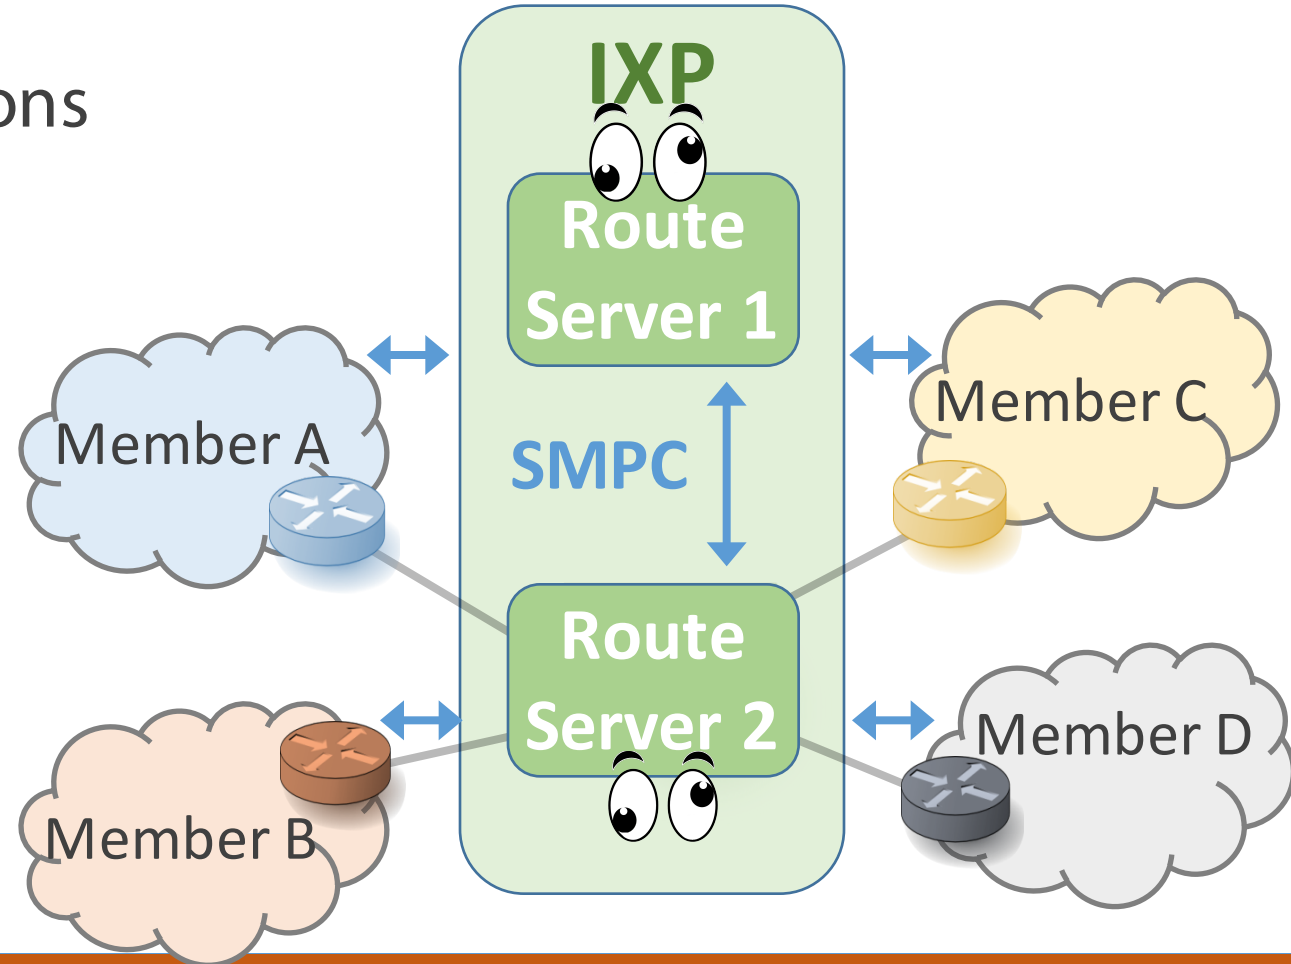 ons
IXP
Route
Server 1
Member A
Member C
SMPC
Route
Server 2
Member B
Member D